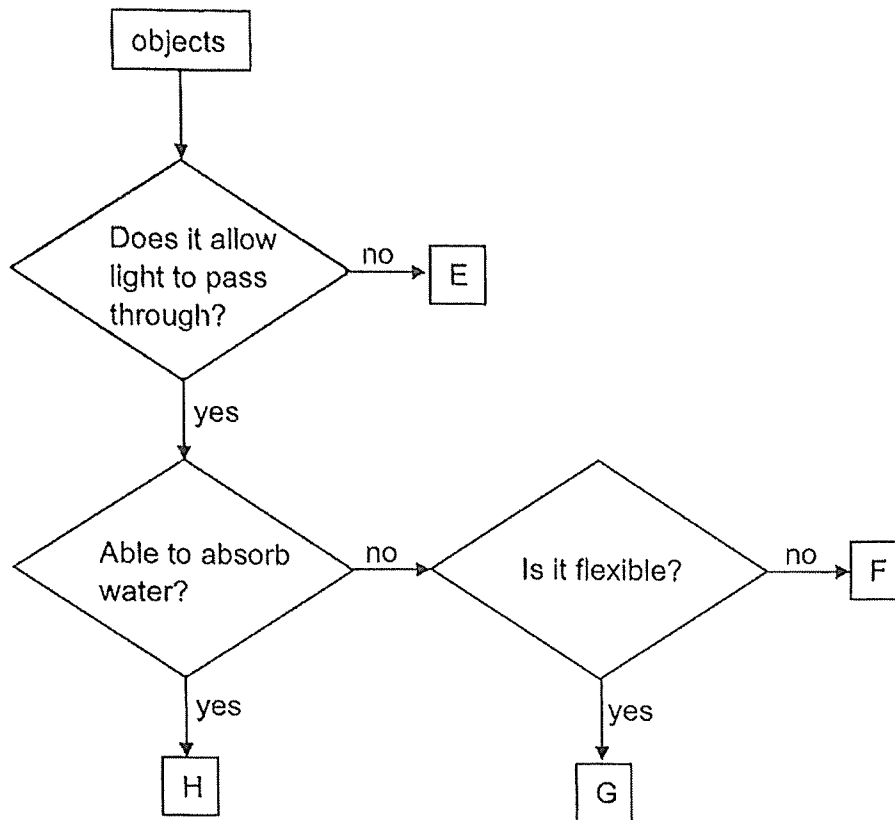 objects
Does it allow
light to pass
through?
no
E
yes
Able to absorb
water?
no
Is it flexible?
no
F
yes
H
yes
G